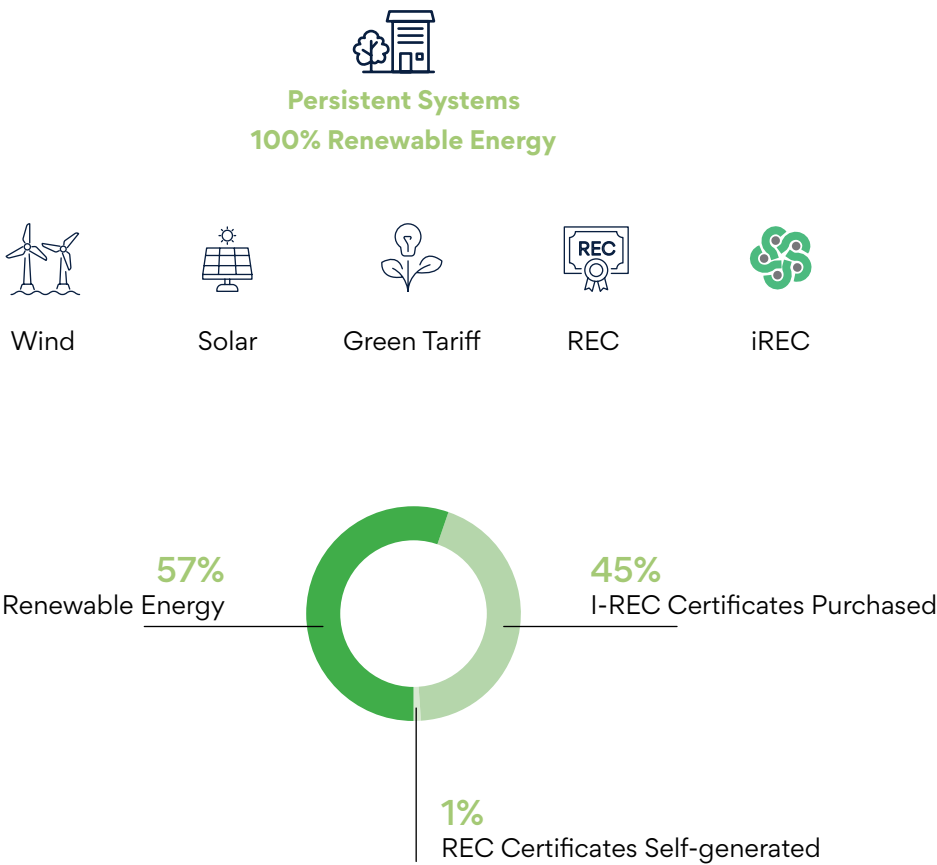 Persistent Systems
100% Renewable Energy
REC
Wind
Solar
Green Tariff
REC
iREC
57%
Renewable Energy
45%
I-REC Certificates Purchased
1%
REC Certificates Self-generated